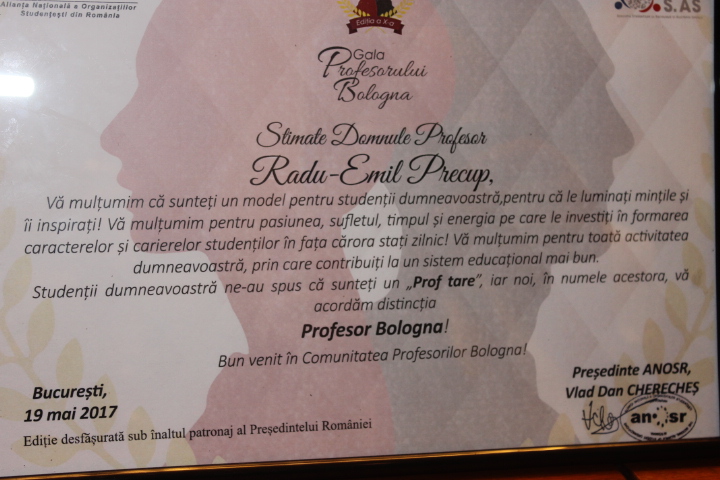 Alianța Națională a Organizațiilor
Studențești din România
S.AS
Ediția a X-a
Gala
Profesorului
Bologna
Stimate Domnule Profesor
Radu-Emil Precup,
Vă mulțumim că sunteți un model pentru studenții dumneavoastră,pentru că le luminați mințile și
îi inspirați! Vă mulțumim pentru pasiunea, sufletul, timpul și energia pe care le investiți în formarea
caracterelor și carierelor studenților în fața cărora stați zilnic! Vă mulțumim pentru toată activitatea
dumneavoastră, prin care contribuiți la un sistem educațional mai bun.
Studenții dumneavoastră ne-au spus că sunteți un „Prof tare”, iar noi, în numele acestora, vă
acordăm distincția
Profesor Bologna!
Bun venit în Comunitatea Profesorilor Bologna!
București,
19 mai 2017
Președinte ANOSR,
Vlad Dan CHERECHEȘ
anosr
Ediție desfășurată sub înaltul patronaj al Președintelui României